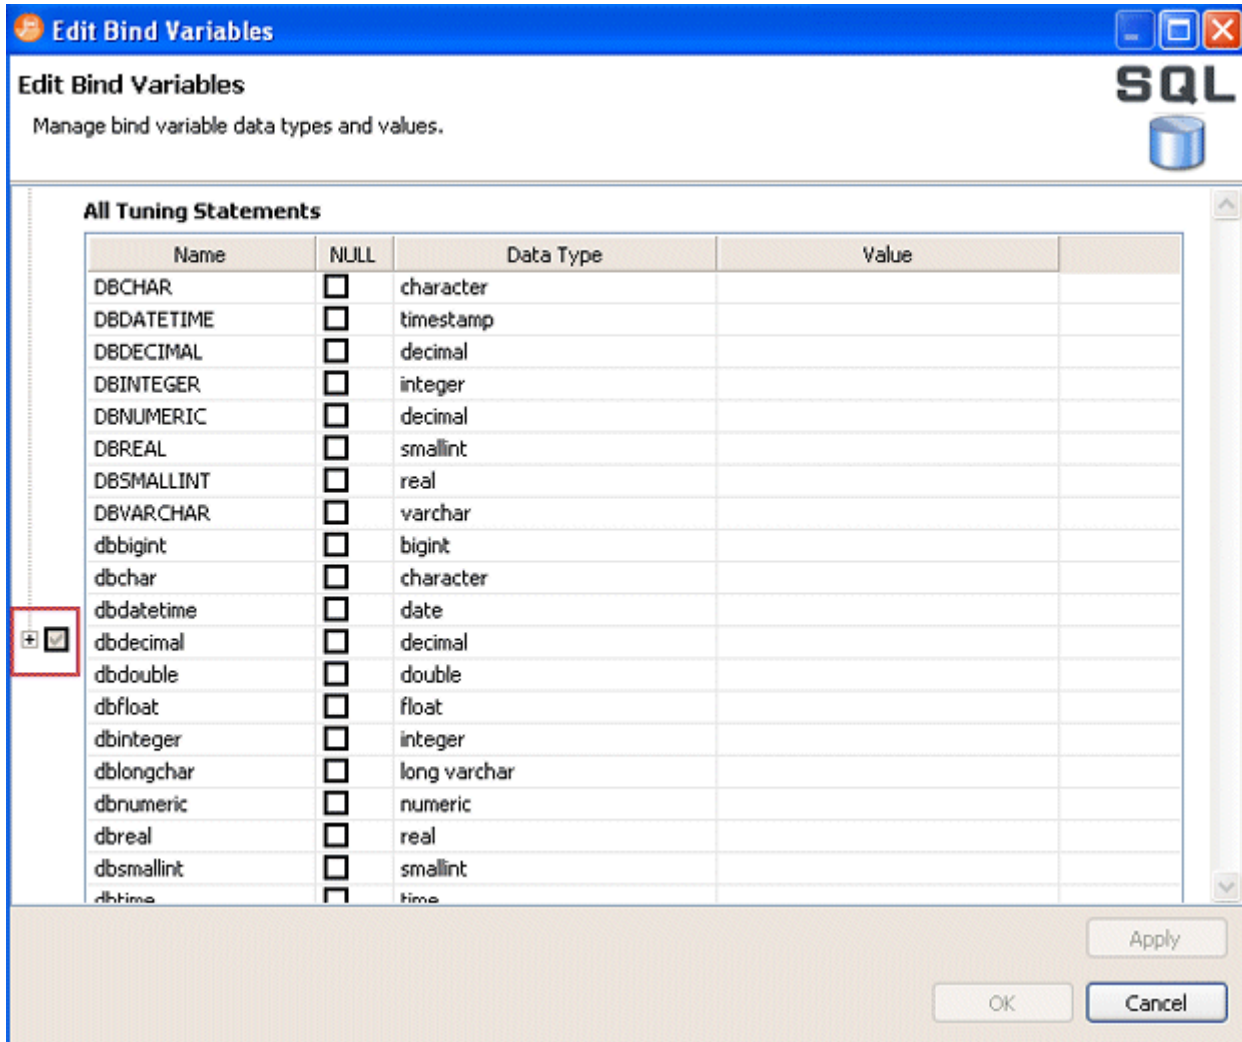 Edit Bind Variables
Edit Bind Variables
SQL
Manage bind variable data types and values.
All Tuning Statements
Name NULL Data Type Value
DBCHAR character
DBDATETIME timestamp
DBDECIMAL decimal
DBINTEGER integer
DBNUMERIC decimal
DBREAL smallint
DBSMALLINT real
DBVARCHAR varchar
dbbigint bigint
dbchar character
dbdatetime date
dbdecimal decimal
dbdouble double
dbfloat float
dbinteger integer
dblongchar long varchar
dbnumeric numeric
dbreal real
dbsmallint smallint
dbtime time
Apply
OK Cancel